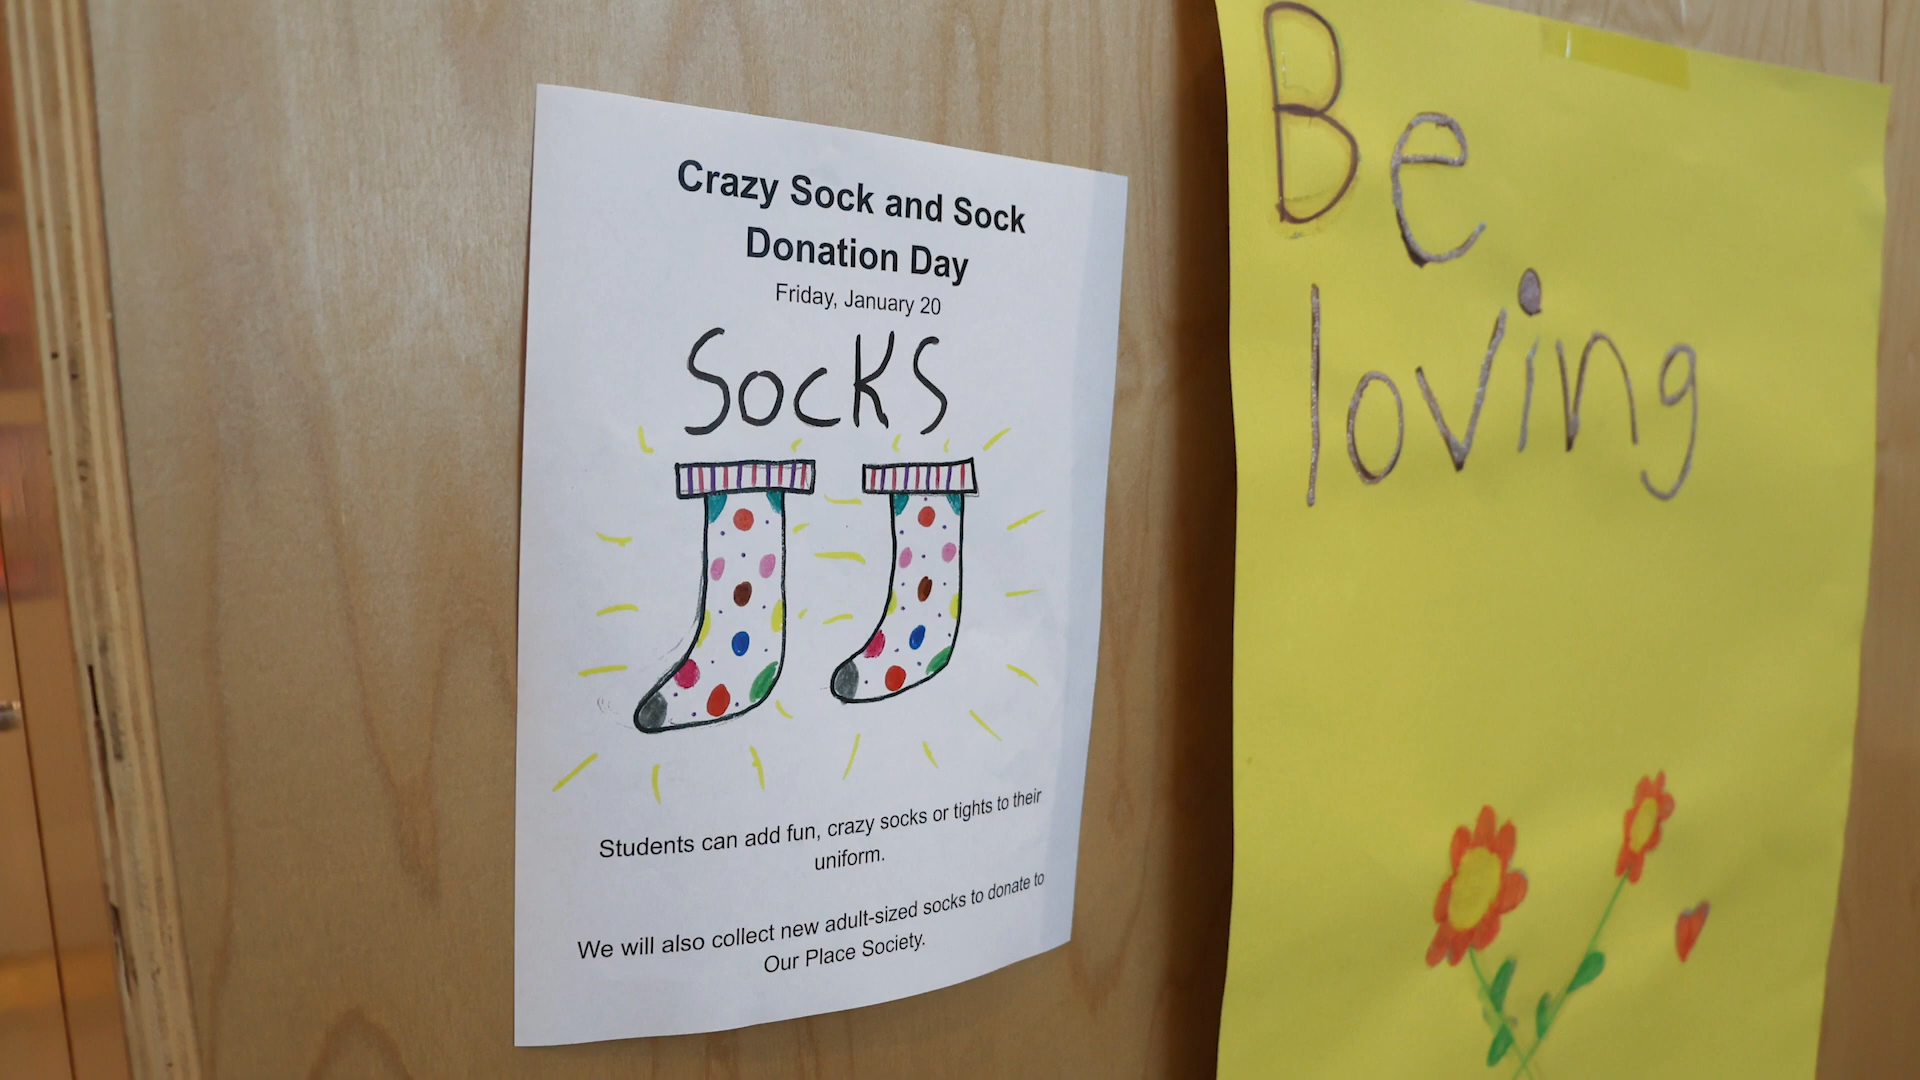 Crazy Sock and Sock
Donation Day
Friday, January 20
SocKS
Students can add fun, crazy socks or tights to their
uniform.
We will also collect new adult-sized socks to donate to
Our Place Society.
Be
loving